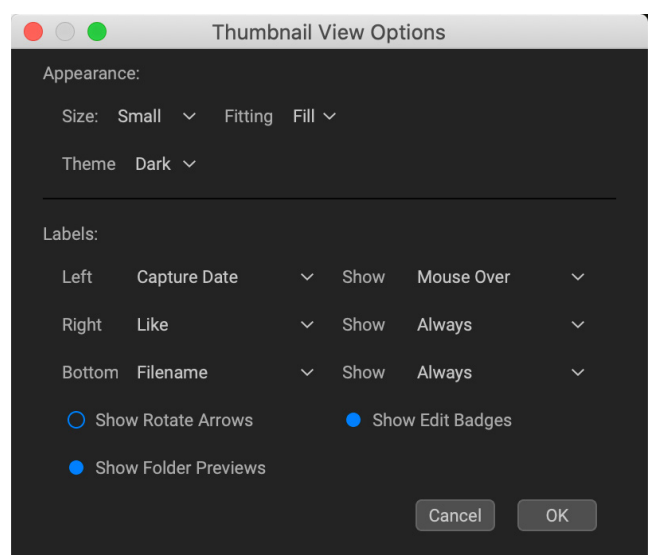 Thumbnail View Options
Appearance:
Size: Small Fitting Fill
Theme Dark
Labels:
Left Capture Date Show Mouse Over
Right Like Show Always
Bottom Filename Show Always
Show Rotate Arrows Show Edit Badges
Show Folder Previews
Cancel OK